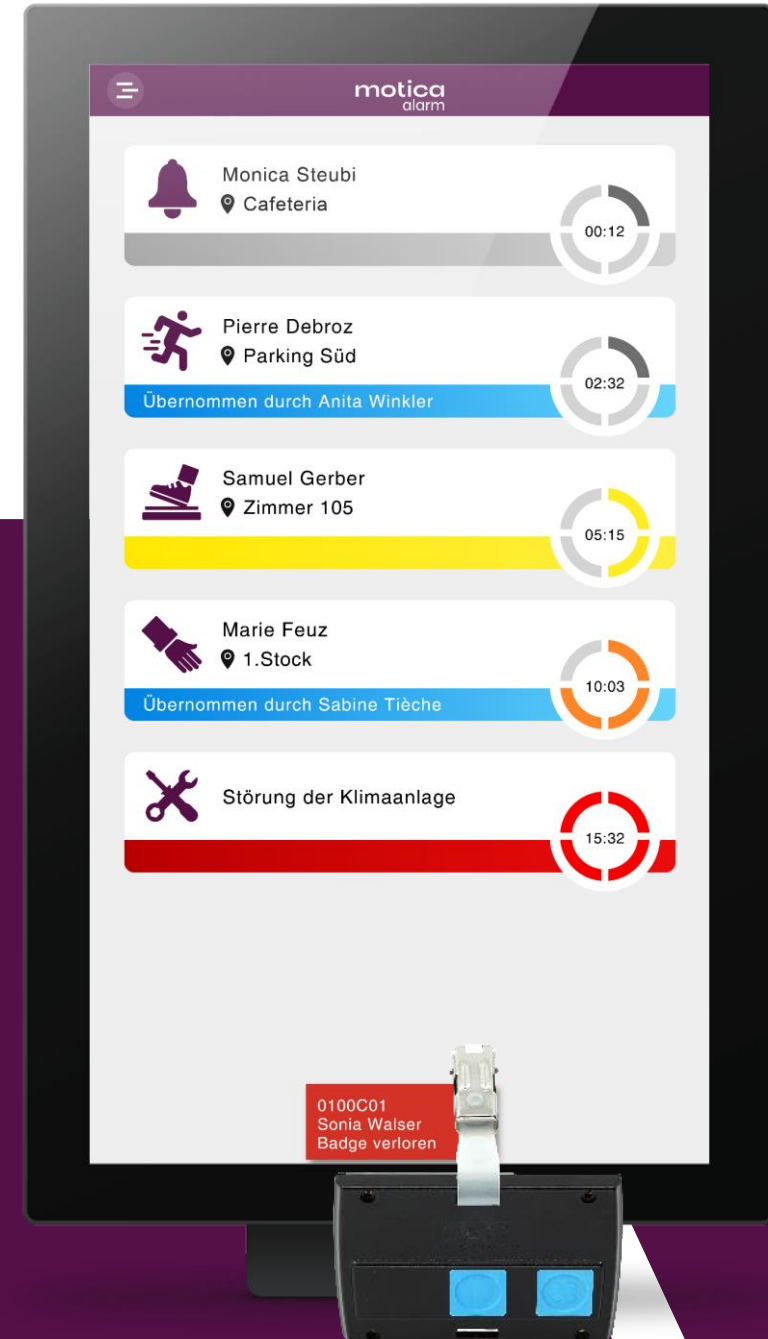 motica
alarm
Monica Steubi
Cafeteria
00:12
Pierre Debroz
Parking Süd
02:32
Übernommen durch Anita Winkler
Samuel Gerber
Zimmer 105
05:15
Marie Feuz
1.Stock
10:03
Übernommen durch Sabine Tièche
Störung der Klimaanlage
15:32
0100C01
Sonia Walser
Badge verloren